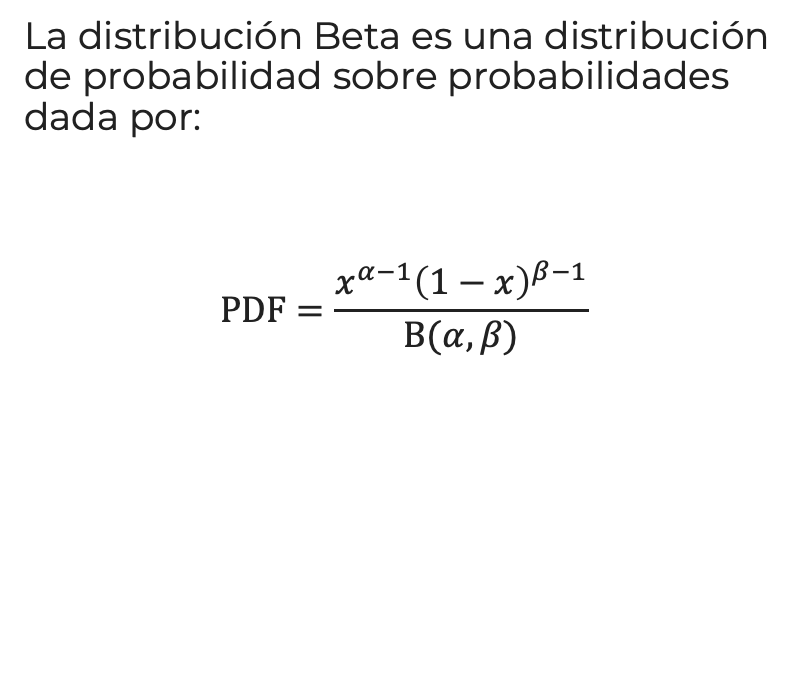 La distribución Beta es una distribución
de probabilidad sobre probabilidades
dada por:
PDF = x^{α−1}(1 − x)^{β−1} / B(α, β)